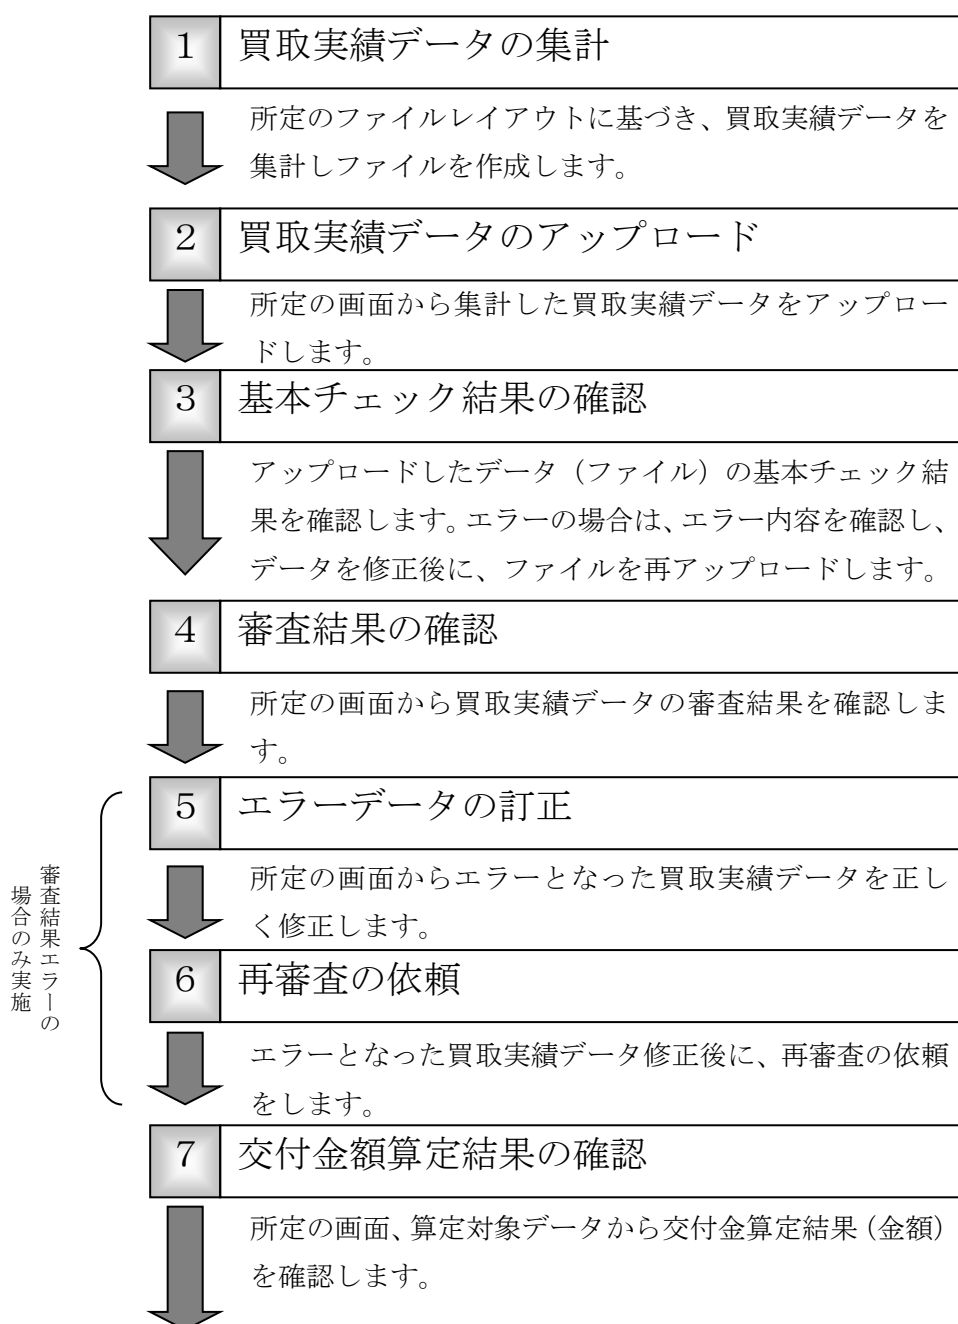 １ 買取実績データの集計
所定のファイルレイアウトに基づき、買取実績データを
集計しファイルを作成します。
２ 買取実績データのアップロード
所定の画面から集計した買取実績データをアップロー
ドします。
３ 基本チェック結果の確認
アップロードしたデータ（ファイル）の基本チェック結
果を確認します。エラーの場合は、エラー内容を確認し、
データを修正後に、ファイルを再アップロードします。
４ 審査結果の確認
所定の画面から買取実績データの審査結果を確認しま
す。
審査結果エラーの
場合のみ実施
５ エラーデータの訂正
所定の画面からエラーとなった買取実績データを正し
く修正します。
６ 再審査の依頼
エラーとなった買取実績データ修正後に、再審査の依頼
をします。
７ 交付金額算定結果の確認
所定の画面、算定対象データから交付金算定結果（金額）
を確認します。